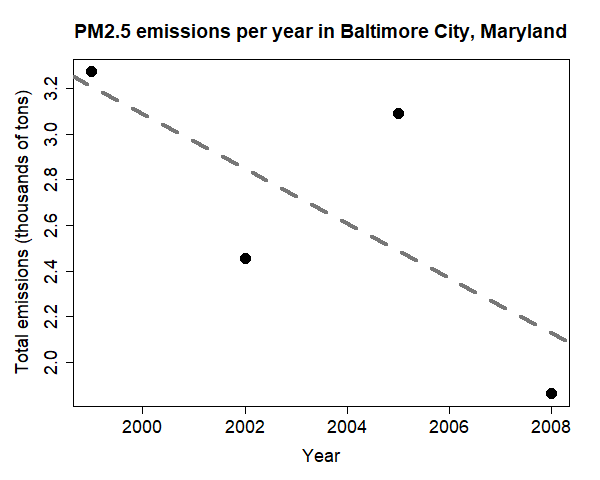 PM2.5 emissions per year in Baltimore City, Maryland
Total emissions (thousands of tons)
3.2
3.0
2.8
2.6
2.4
2.2
2.0
2000 2002 2004 2006 2008
Year